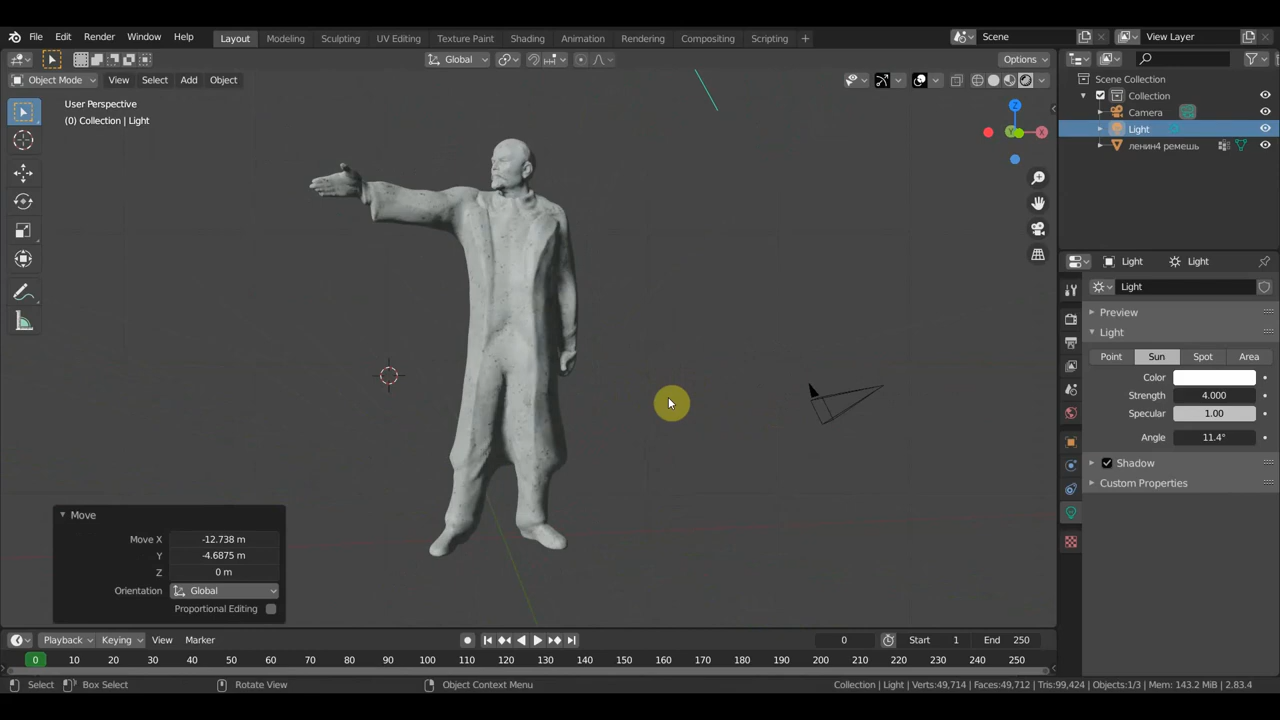 File Edit Render Window Help Layout Modeling Sculpting UV Editing Texture Paint Shading Animation Rendering Compositing Scripting + Scene View Layer
Global Options
Object Mode View Select Add Object
User Perspective
(0) Collection | Light
Z
Y X
Scene Collection
Collection
Camera
Light
ленин4 ремешь
Light Light
Light
Preview
Light
Point Sun Spot Area
Color
Strength 4.000
Specular 1.00
Angle 11.4°
Shadow
Custom Properties
Move
Move X -12.738 m
Y -4.6875 m
Z 0 m
Orientation Global
Proportional Editing
Playback Keying View Marker 0 Start 1 End 250
0 10 20 30 40 50 60 70 80 90 100 110 120 130 140 150 160 170 180 190 200 210 220 230 240 250
Select Box Select Rotate View Object Context Menu Collection | Light | Verts:49,714 | Faces:49,712 | Tris:99,424 | Objects:1/3 | Mem: 143.2 MiB | 2.83.4